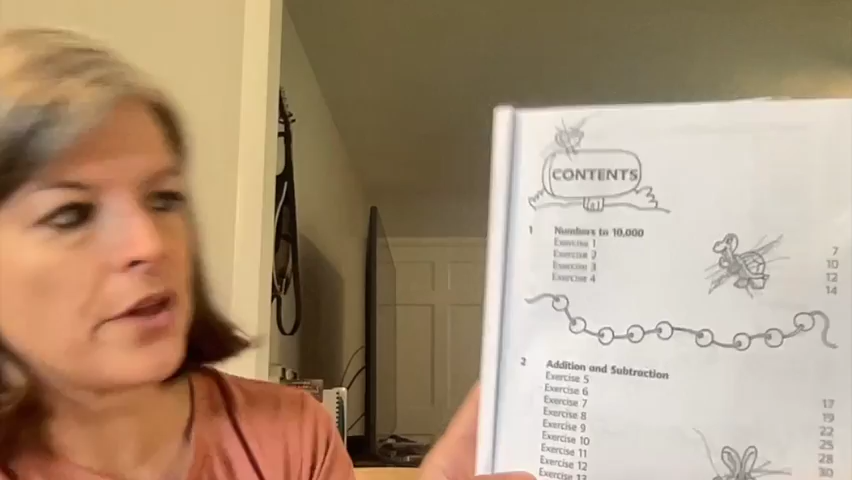 CONTENTS
1 Numbers to 10,000
Exercise 1 7
Exercise 2 10
Exercise 3 12
Exercise 4 14
2 Addition and Subtraction
Exercise 5 17
Exercise 6 19
Exercise 7 22
Exercise 8 25
Exercise 9 28
Exercise 10 30
Exercise 11
Exercise 12
Exercise 13